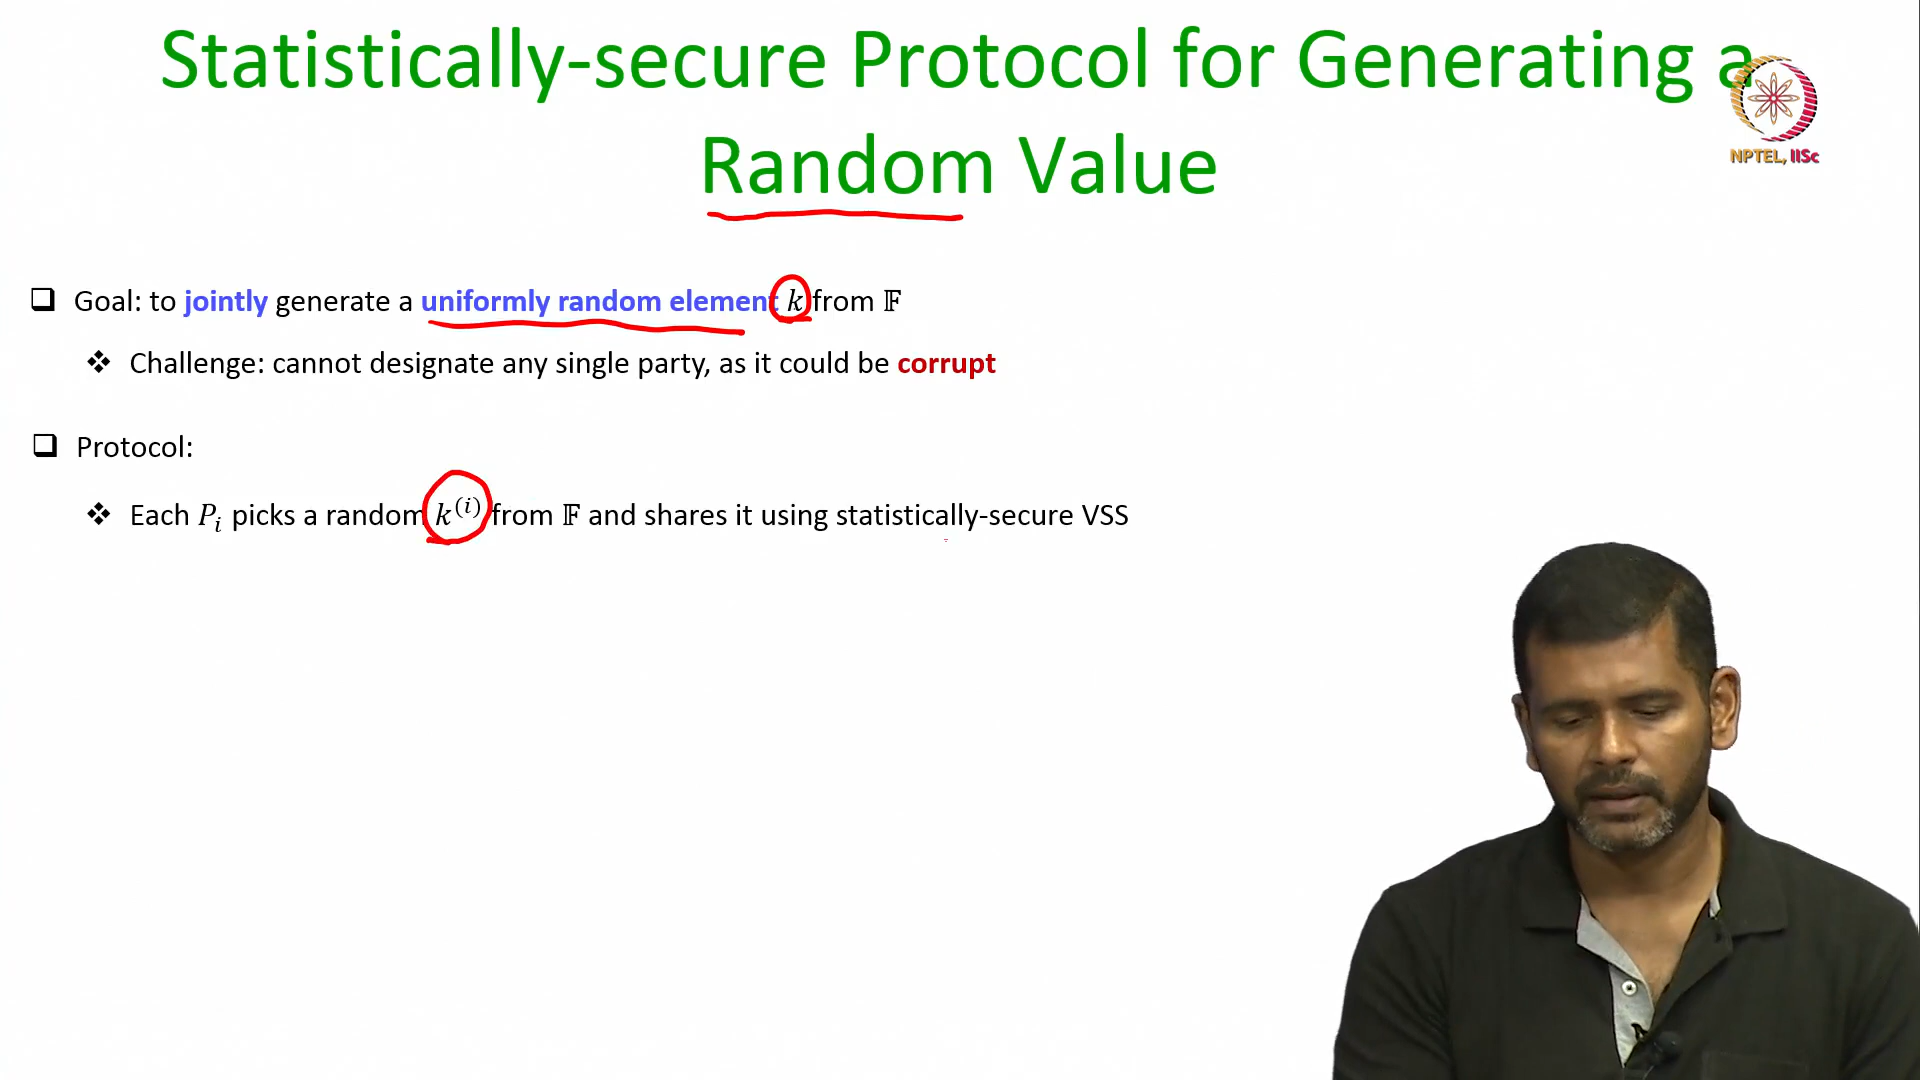 Statistically-secure Protocol for Generating a
Random Value
NPTEL, IISc
Goal: to jointly generate a uniformly random element k from 𝔽
Challenge: cannot designate any single party, as it could be corrupt
Protocol:
Each Pᵢ picks a random k⁽ⁱ⁾ from 𝔽 and shares it using statistically-secure VSS